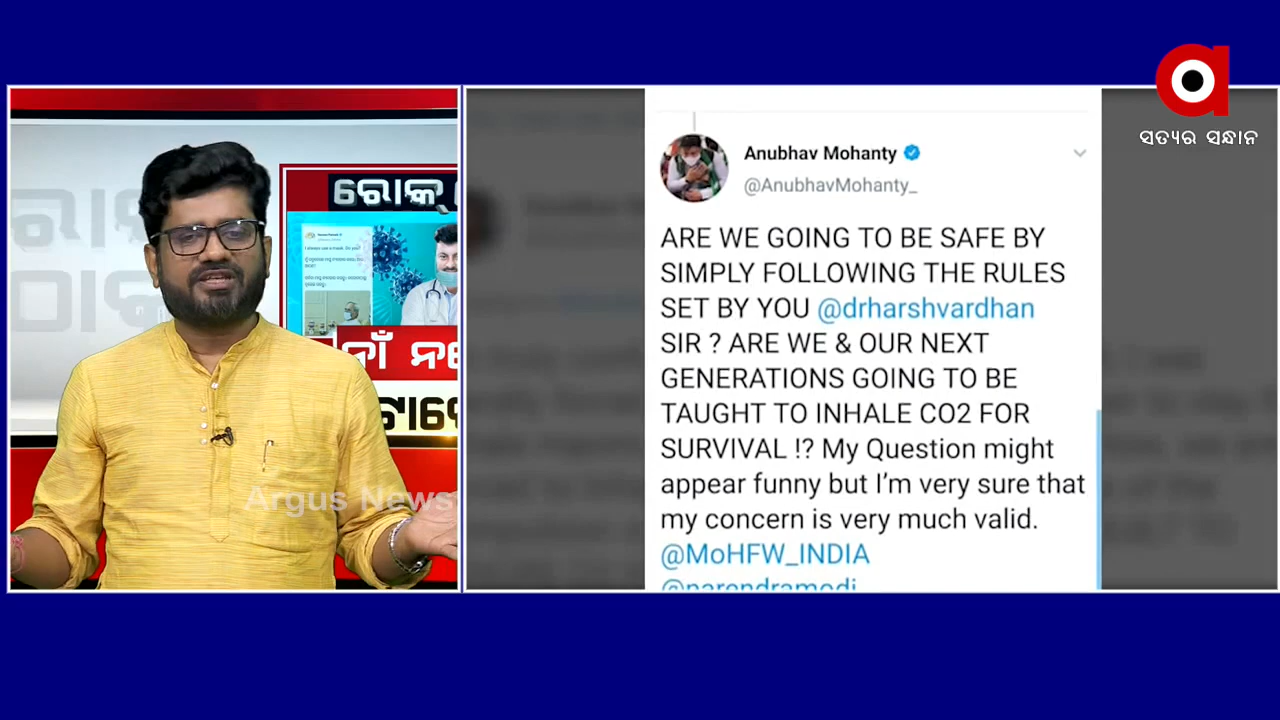 ସତ୍ୟର ସନ୍ଧାନ
ରୋକ୍
Anubhav Mohanty
@AnubhavMohanty_
ARE WE GOING TO BE SAFE BY
SIMPLY FOLLOWING THE RULES
SET BY YOU @drharshvardhan
SIR ? ARE WE & OUR NEXT
GENERATIONS GOING TO BE
TAUGHT TO INHALE CO2 FOR
SURVIVAL !? My Question might
appear funny but I’m very sure that
my concern is very much valid.
@MoHFW_INDIA
@narendramodi
Argus News